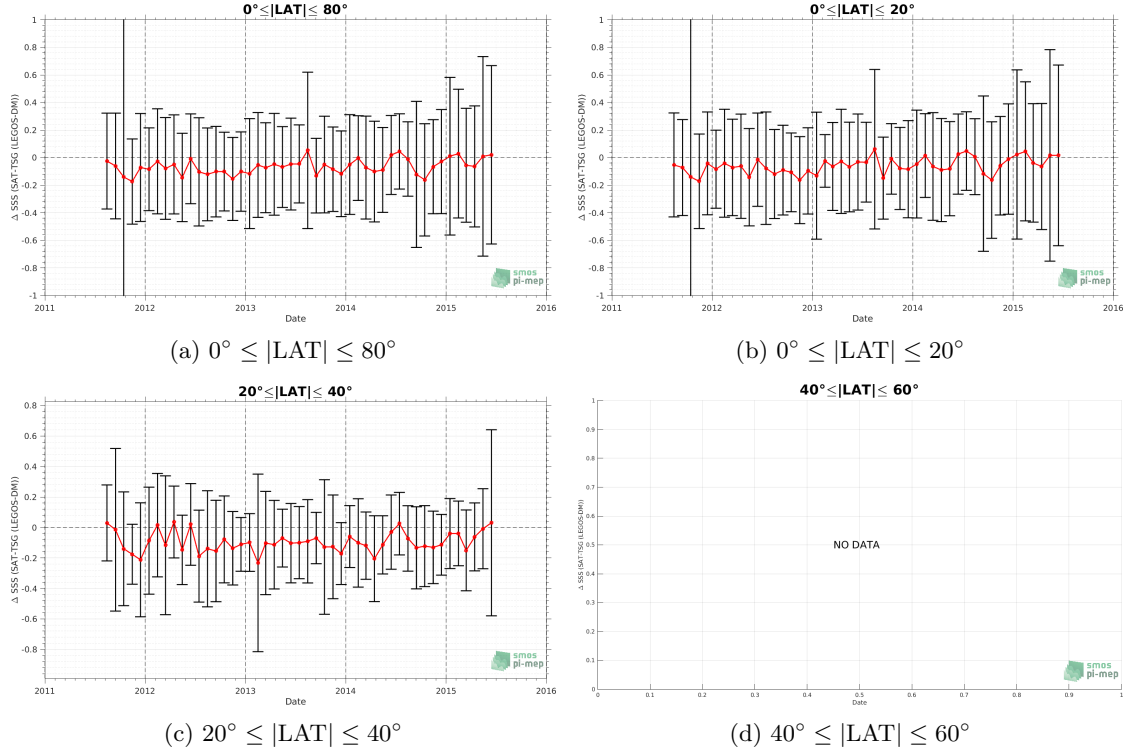 0°≤|LAT|≤ 80°
1
0.8
0.6
0.4
0.2
0
-0.2
-0.4
-0.6
-0.8
-1
Δ SSS (SAT-TSG (LEGOS-DM))
2011
2012
2013
2014
2015
2016
Date
smos
pi-mep
(a) 0° ≤ |LAT| ≤ 80°
0°≤|LAT|≤ 20°
1
0.8
0.6
0.4
0.2
0
-0.2
-0.4
-0.6
-0.8
-1
Δ SSS (SAT-TSG (LEGOS-DM))
2011
2012
2013
2014
2015
2016
Date
smos
pi-mep
(b) 0° ≤ |LAT| ≤ 20°
20°≤|LAT|≤ 40°
0.8
0.6
0.4
0.2
0
-0.2
-0.4
-0.6
-0.8
Δ SSS (SAT-TSG (LEGOS-DM))
2011
2012
2013
2014
2015
2016
Date
smos
pi-mep
(c) 20° ≤ |LAT| ≤ 40°
40°≤|LAT|≤ 60°
1
0.9
0.8
0.7
0.6
0.5
0.4
0.3
0.2
0.1
0
Δ SSS (SAT-TSG (LEGOS-DM))
NO DATA
0
0.1
0.2
0.3
0.4
0.5
0.6
0.7
0.8
0.9
1
Date
smos
pi-mep
(d) 40° ≤ |LAT| ≤ 60°